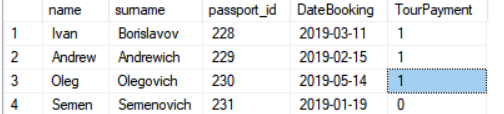 name surname passport_id DateBooking TourPayment
1 Ivan Borislavov 228 2019-03-11 1
2 Andrew Andrewich 229 2019-02-15 1
3 Oleg Olegovich 230 2019-05-14 1
4 Semen Semenovich 231 2019-01-19 0